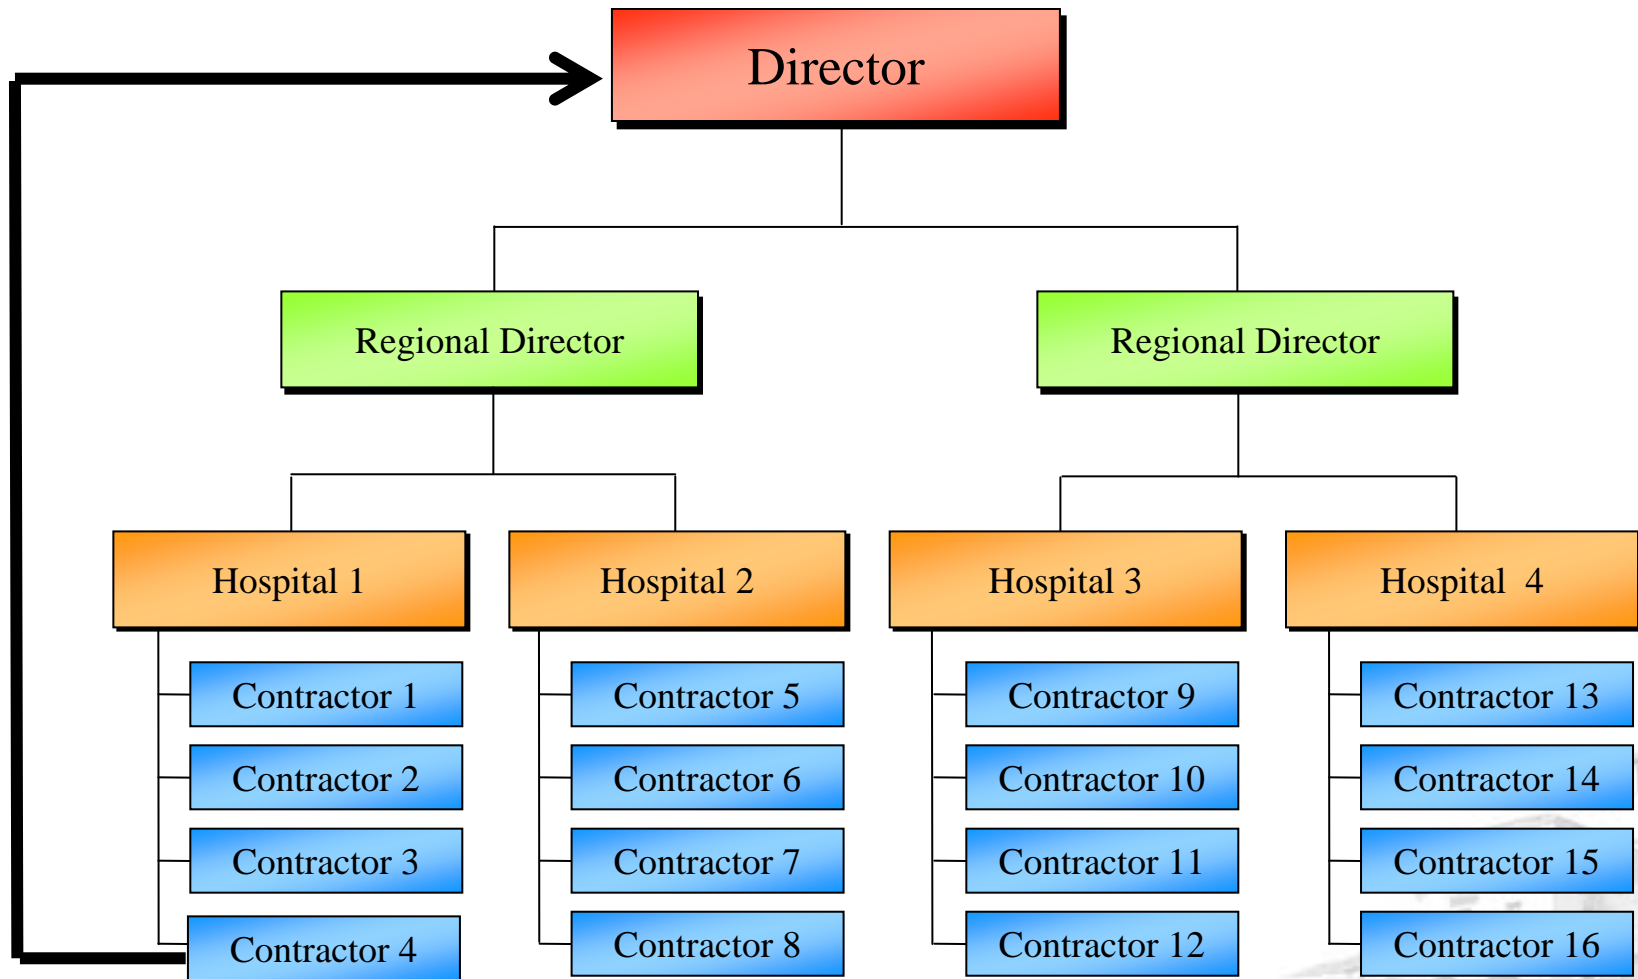 Director
Regional Director
Regional Director
Hospital 1
Hospital 2
Hospital 3
Hospital  4
Contractor 1
Contractor 5
Contractor 9
Contractor 13
Contractor 2
Contractor 6
Contractor 10
Contractor 14
Contractor 3
Contractor 7
Contractor 11
Contractor 15
Contractor 4
Contractor 8
Contractor 12
Contractor 16